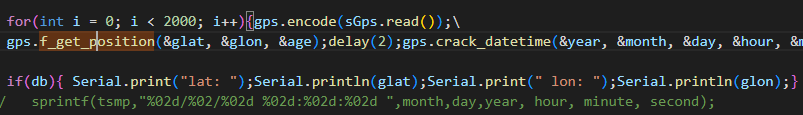 for(int i = 0; i < 2000; i++){gps.encode(sGps.read());\
gps.f_get_position(&glat, &glon, &age);delay(2);gps.crack_datetime(&year, &month, &day, &hour, &m
if(db){ Serial.print("lat: ");Serial.println(glat);Serial.print(" lon: ");Serial.println(glon);}
/   sprintf(tsmp,"%02d/%02/%02d %02d:%02d:%02d ",month,day,year, hour, minute, second);